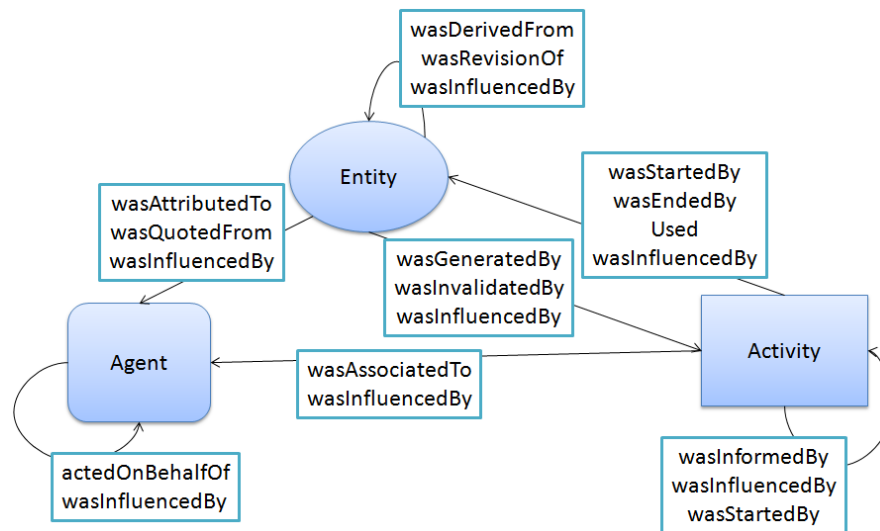 wasDerivedFrom
wasRevisionOf
wasInfluencedBy
Entity
wasStartedBy
wasEndedBy
Used
wasInfluencedBy
wasAttributedTo
wasQuotedFrom
wasInfluencedBy
wasGeneratedBy
wasInvalidatedBy
wasInfluencedBy
Agent
Activity
wasAssociatedTo
wasInfluencedBy
actedOnBehalfOf
wasInfluencedBy
wasInformedBy
wasInfluencedBy
wasStartedBy